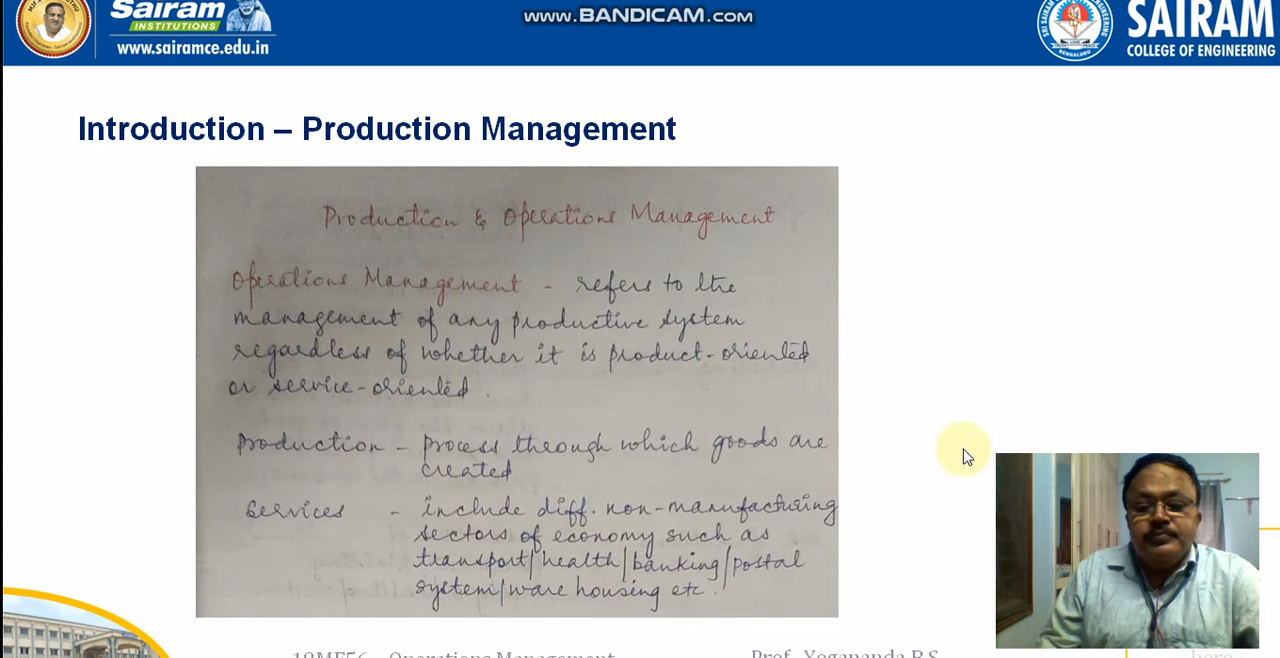 WWW.BANDICAM.COM
Sairam
INSTITUTIONS
www.sairamce.edu.in
SAIRAM
COLLEGE OF ENGINEERING
Introduction – Production Management
Production & Operations Management
Operations Management - refers to the
management of any productive system
regardless of whether it is product-oriented
or service-oriented.
Production - process through which goods are
created
Services - include diff. non-manufacturing
sectors of economy such as
transport/health/banking/postal
system/ware housing etc.
18ME56 – Operations Management
Prof. Yogananda B S
here